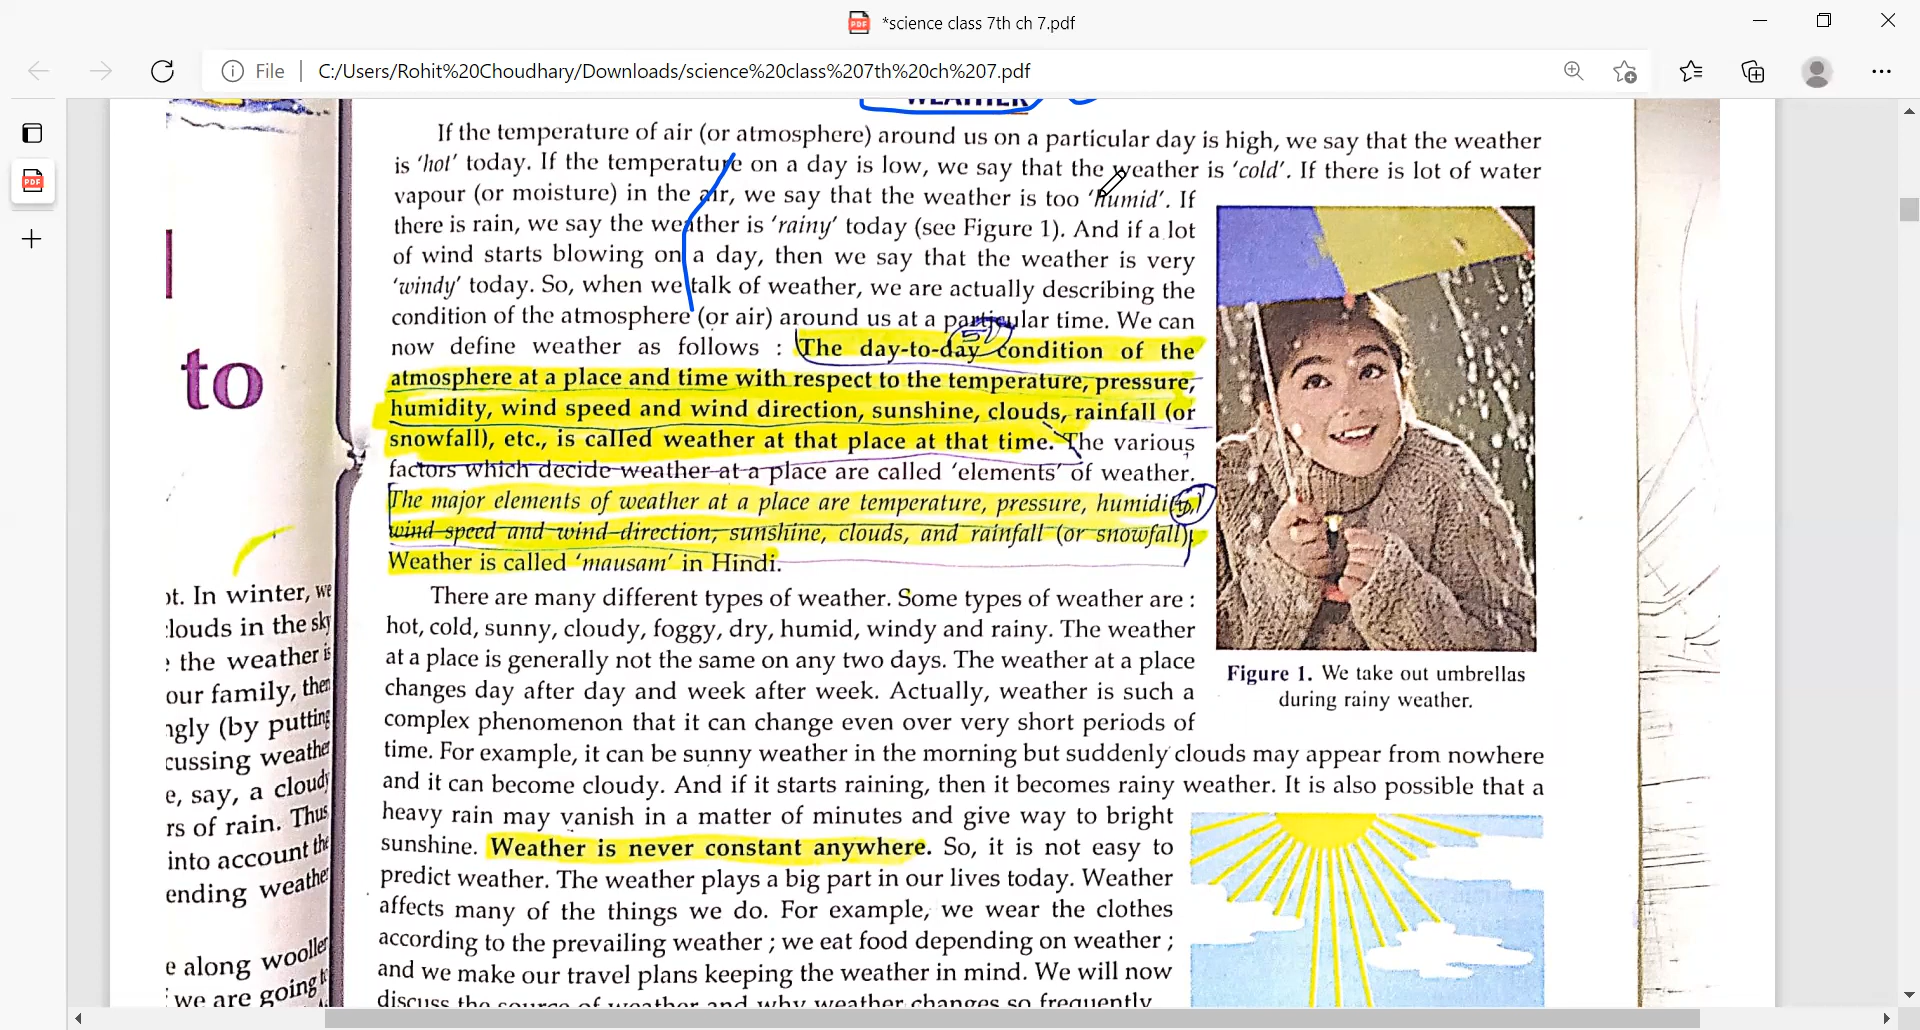 *science class 7th ch 7.pdf
File
C:/Users/Rohit%20Choudhary/Downloads/science%20class%207th%20ch%207.pdf
WEATHER
If the temperature of air (or atmosphere) around us on a particular day is high, we say that the weather
is ‘hot’ today. If the temperature on a day is low, we say that the weather is ‘cold’. If there is lot of water
vapour (or moisture) in the air, we say that the weather is too ‘humid’. If
there is rain, we say the weather is ‘rainy’ today (see Figure 1). And if a lot
of wind starts blowing on a day, then we say that the weather is very
‘windy’ today. So, when we talk of weather, we are actually describing the
condition of the atmosphere (or air) around us at a particular time. We can
now define weather as follows : The day-to-day condition of the
atmosphere at a place and time with respect to the temperature, pressure,
humidity, wind speed and wind direction, sunshine, clouds, rainfall (or
snowfall), etc., is called weather at that place at that time. The various
factors which decide weather at a place are called ‘elements’ of weather.
The major elements of weather at a place are temperature, pressure, humidity,
wind speed and wind-direction, sunshine, clouds, and rainfall (or snowfall).
Weather is called ‘mausam’ in Hindi.
There are many different types of weather. Some types of weather are :
hot, cold, sunny, cloudy, foggy, dry, humid, windy and rainy. The weather
at a place is generally not the same on any two days. The weather at a place
changes day after day and week after week. Actually, weather is such a
complex phenomenon that it can change even over very short periods of
time. For example, it can be sunny weather in the morning but suddenly clouds may appear from nowhere
and it can become cloudy. And if it starts raining, then it becomes rainy weather. It is also possible that a
heavy rain may vanish in a matter of minutes and give way to bright
sunshine. Weather is never constant anywhere. So, it is not easy to
predict weather. The weather plays a big part in our lives today. Weather
affects many of the things we do. For example, we wear the clothes
according to the prevailing weather ; we eat food depending on weather ;
and we make our travel plans keeping the weather in mind. We will now
discuss the source of weather and why weather changes so frequently.
Figure 1. We take out umbrellas
during rainy weather.
to
ot. In winter, we
clouds in the sky
the weather is
our family, then
ngly (by putting
cussing weather
e, say, a cloudy
rs of rain. Thus
into account the
ending weather
e along woollen
we are going to